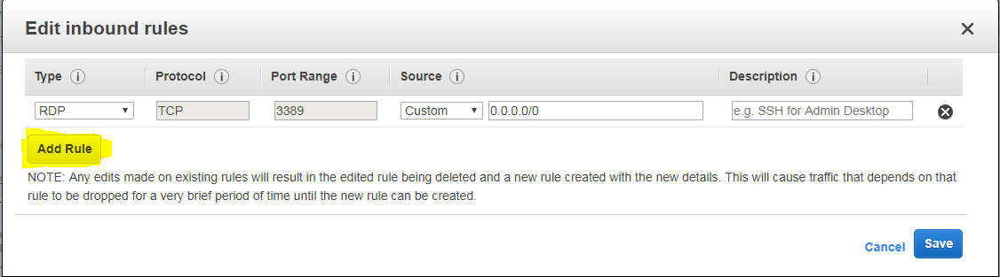 Edit inbound rules
Type Protocol Port Range Source Description
RDP TCP 3389 Custom 0.0.0.0/0 e.g. SSH for Admin Desktop
Add Rule
NOTE: Any edits made on existing rules will result in the edited rule being deleted and a new rule created with the new details. This will cause traffic that depends on that
rule to be dropped for a very brief period of time until the new rule can be created.
Cancel Save